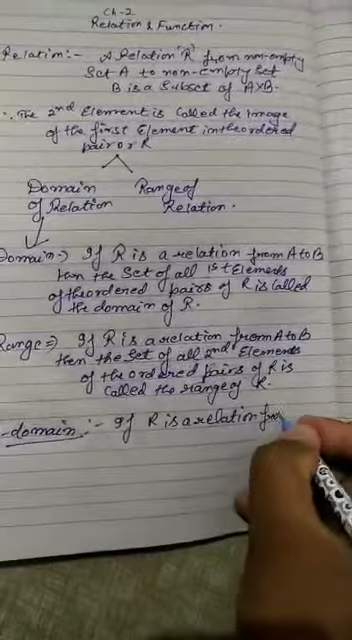 Ch-2
Relation & Function.
Relation:- A Relation 'R' from non-empty
Set A to non-empty Set
B is a Subset of A×B.
∴ The 2nd Element is Called the Image
of the first Element in the ordered
pair or R
Domain Range of
of Relation Relation.
Domain → If R is a relation from A to B
then the Set of all 1st Elements
of the ordered pairs of R is Called
the domain of R.
Range ⇒ If R is a relation from A to B
then the Set of all 2nd Elements
of the ordered pairs of R is
Called the range of R.
-domain:- If R is a relation fro